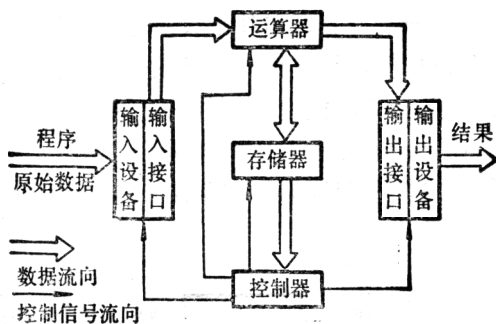 运算器
程序
原始数据
输入设备
输入接口
存储器
输出接口
输出设备
结果
数据流向
控制器
控制信号流向